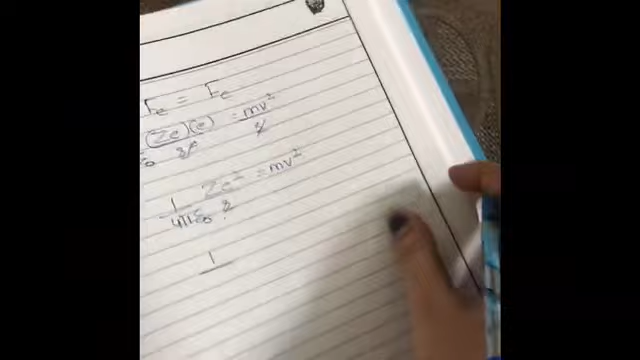 Fe = Fc
(Ze)(e) / r² = mv² / r
1 / 4πε₀ Ze² / r = mv²
1